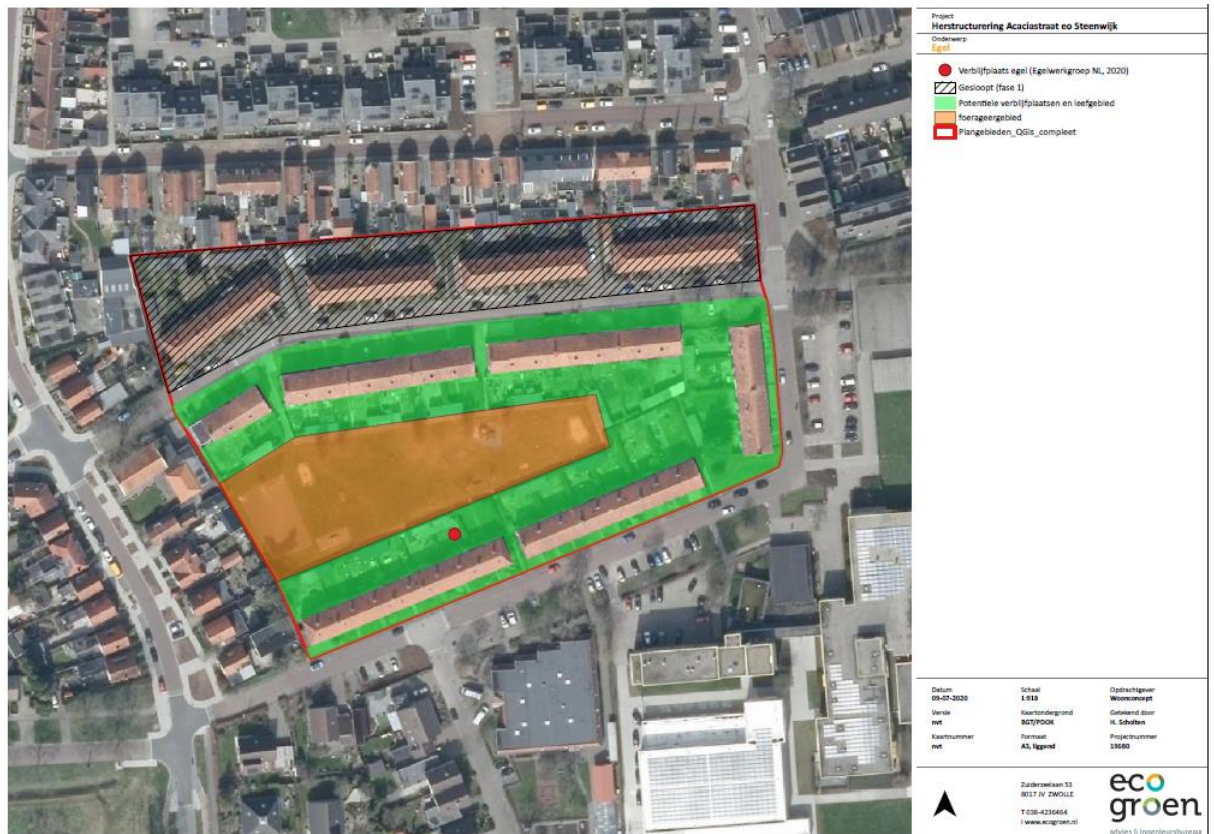 Project
Herstructurering Acaciastraat eo Steenwijk
Onderwerp
Egel
Verblijfplaats egel (Egelwerkgroep NL, 2020)
Gesloopt (fase 1)
Potentiele verblijfplaatsen en leefgebied
foerageergebied
Plangebieden_QGis_compleet
Datum
09-07-2020
Schaal
1:918
Opdrachtgever
Woonconcept
Versie
nvt
Kaartondergrond
BGT/PDOK
Getekend door
H. Scholten
Kaartnummer
nvt
Formaat
A3, liggend
Projectnummer
19680
Zuiderzeelaan 53
8017 JV ZWOLLE
T 038-4236464
I www.ecogroen.nl
eco
groen
advies & ingenieursbureau